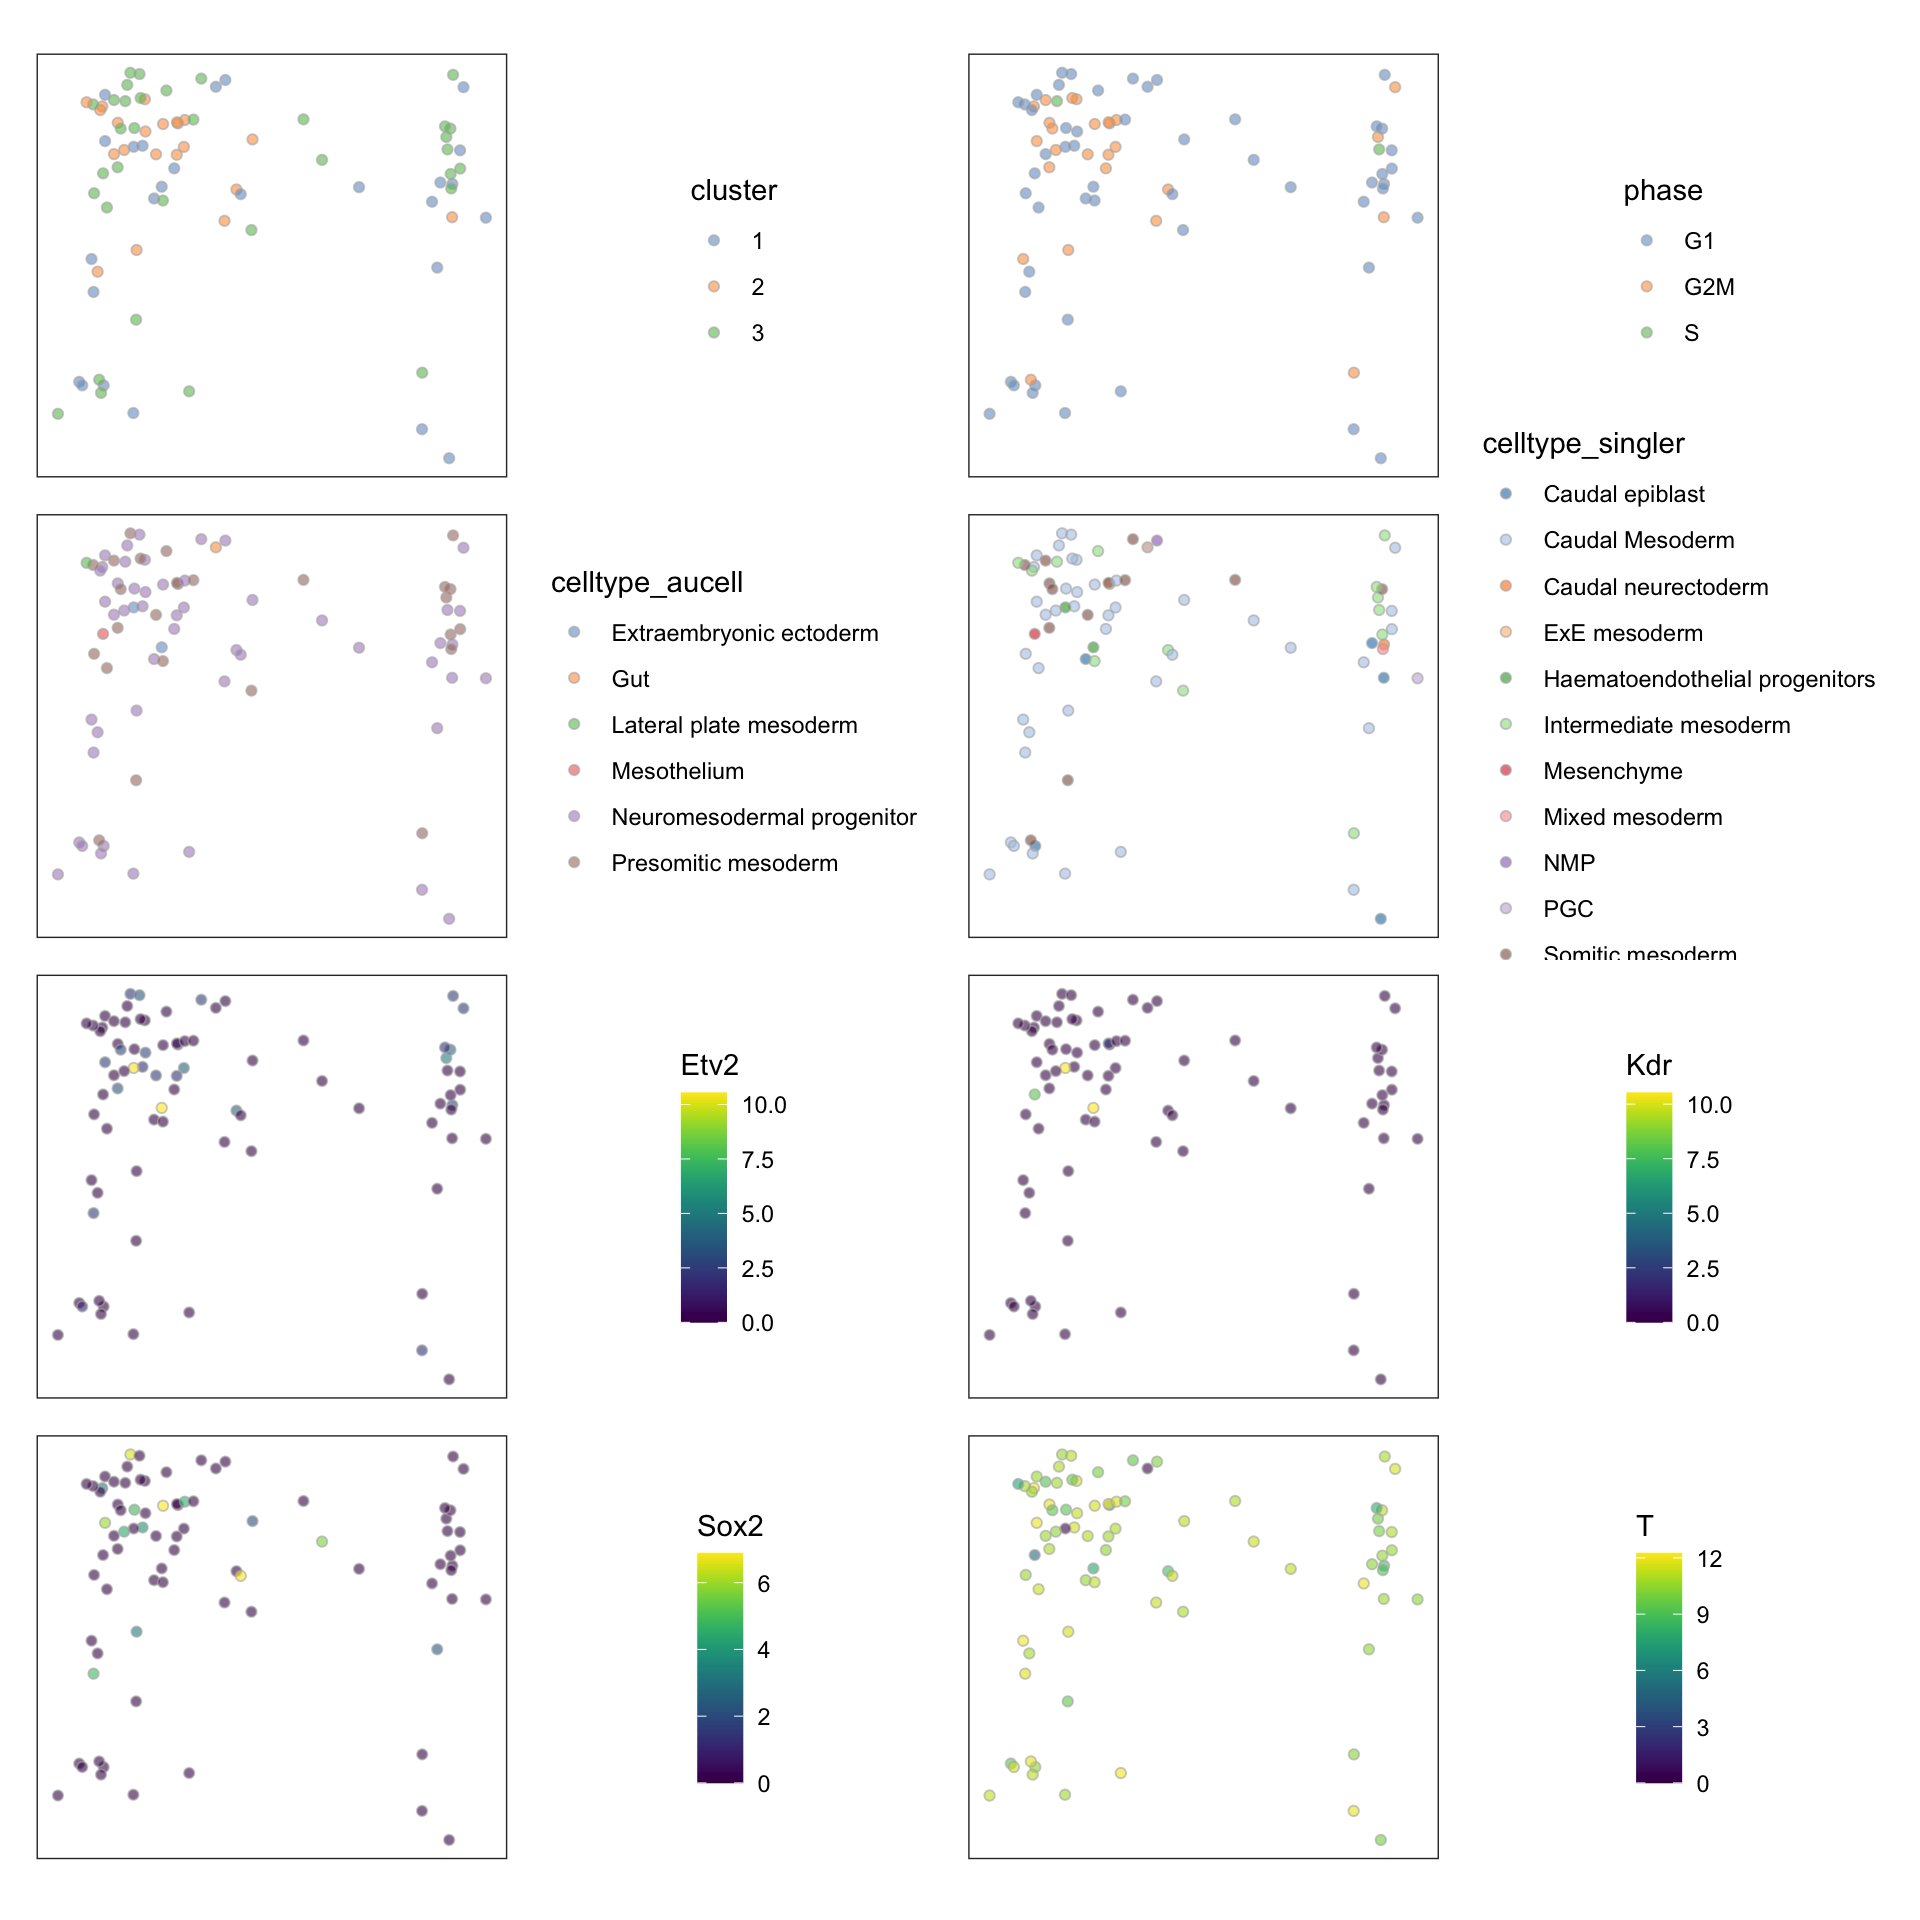 cluster
1
2
3
phase
G1
G2M
S
celltype_aucell
Extraembryonic ectoderm
Gut
Lateral plate mesoderm
Mesothelium
Neuromesodermal progenitor
Presomitic mesoderm
celltype_singler
Caudal epiblast
Caudal Mesoderm
Caudal neurectoderm
ExE mesoderm
Haematoendothelial progenitors
Intermediate mesoderm
Mesenchyme
Mixed mesoderm
NMP
PGC
Somitic mesoderm
Etv2
10.0
7.5
5.0
2.5
0.0
Kdr
10.0
7.5
5.0
2.5
0.0
Sox2
6
4
2
0
T
12
9
6
3
0